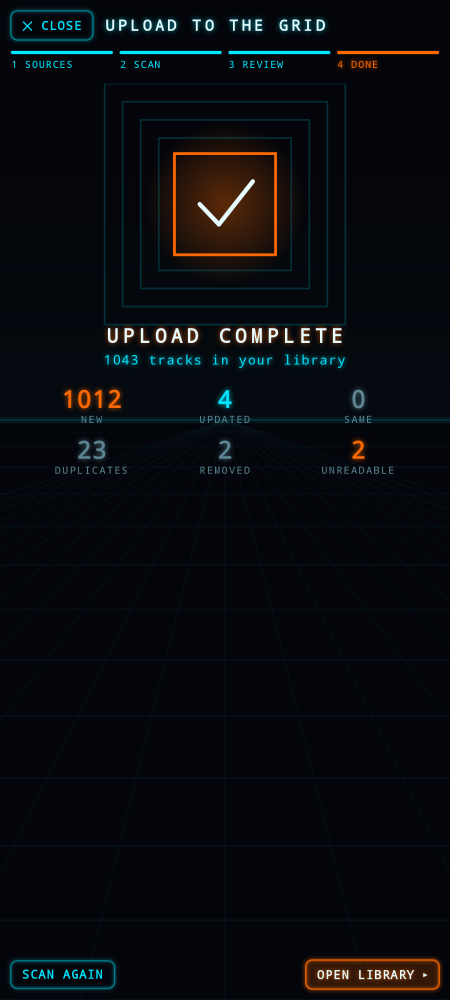 CLOSE UPLOAD TO THE GRID
1 SOURCES 2 SCAN 3 REVIEW 4 DONE
UPLOAD COMPLETE
1043 tracks in your library
1012 4 0
NEW UPDATED SAME
23 2 2
DUPLICATES REMOVED UNREADABLE
SCAN AGAIN OPEN LIBRARY ▸